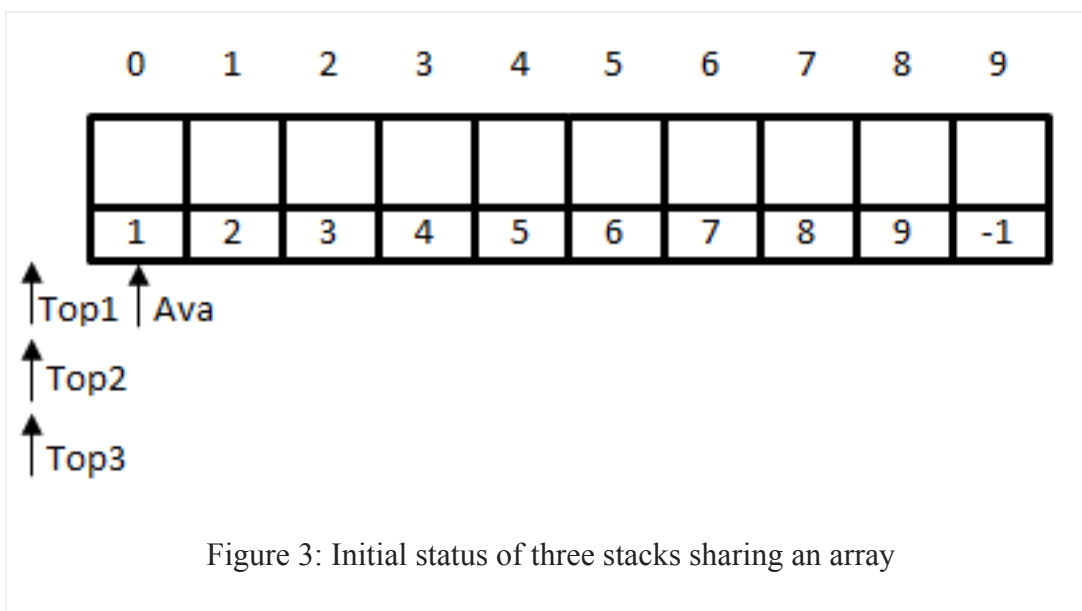 0 1 2 3 4 5 6 7 8 9
1 2 3 4 5 6 7 8 9 -1
Top1 Ava
Top2
Top3
Figure 3: Initial status of three stacks sharing an array